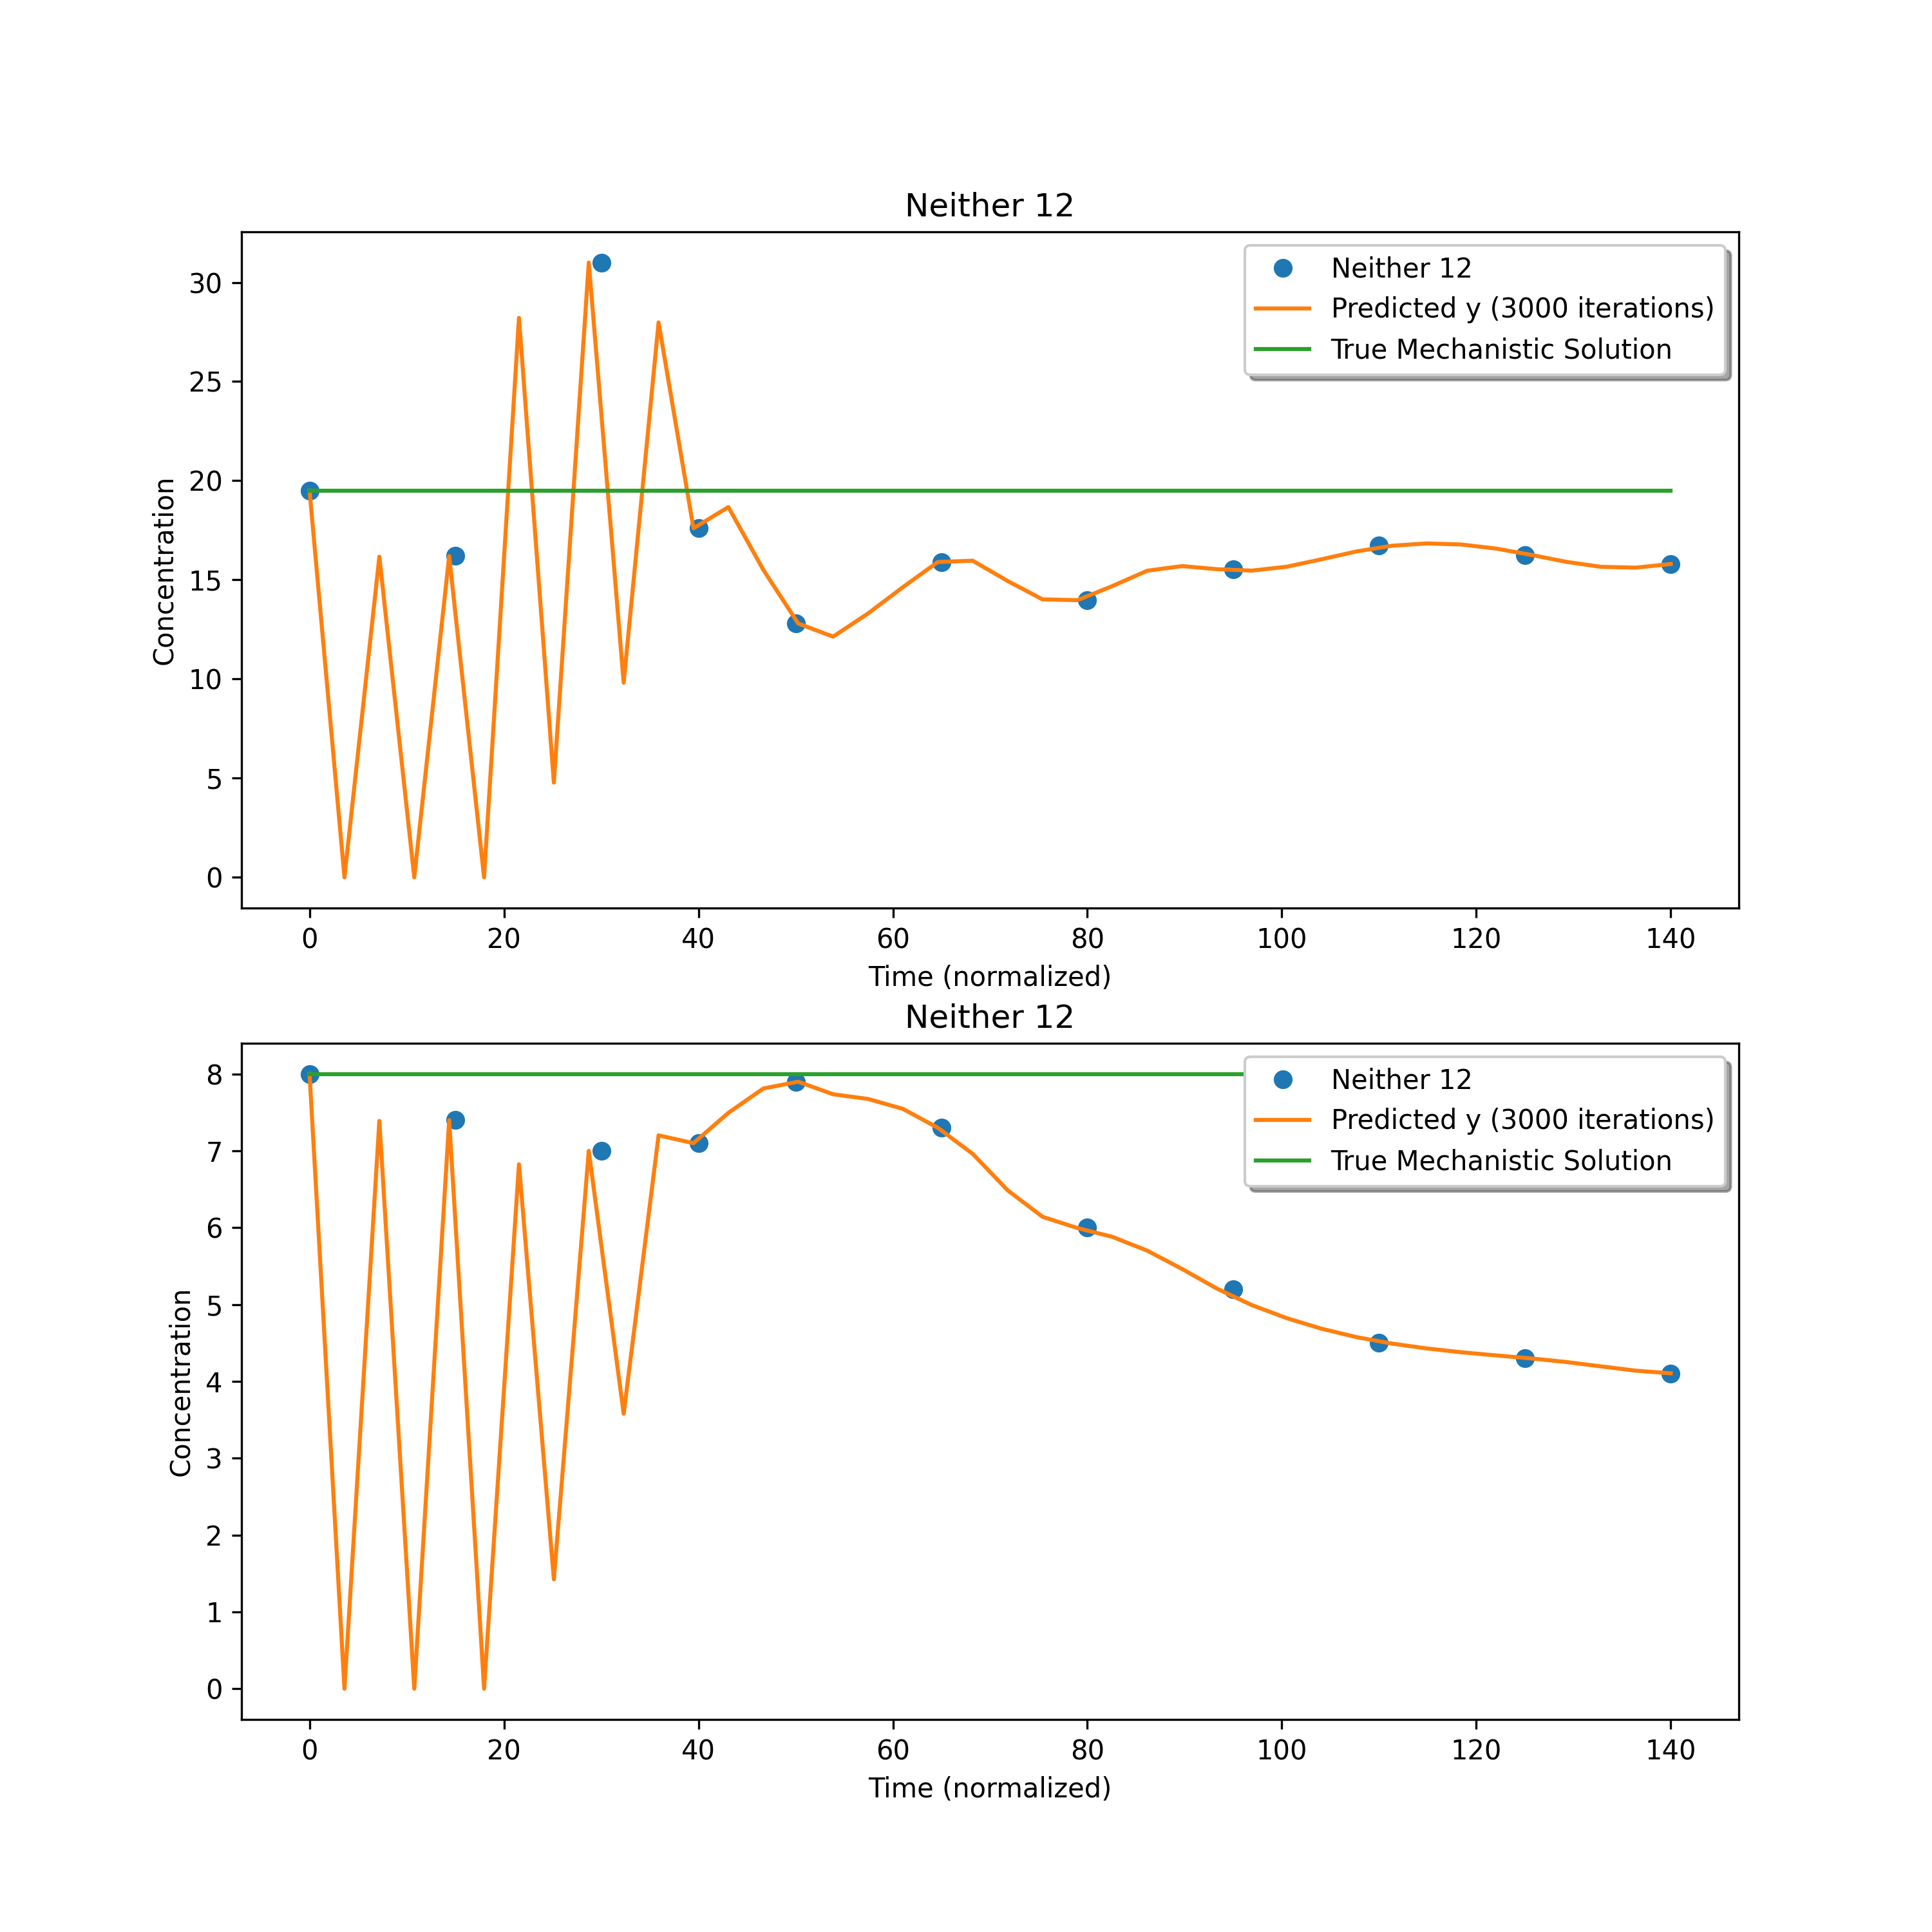 Neither 12
Neither 12
Predicted y (3000 iterations)
True Mechanistic Solution
30
25
20
15
10
5
0
Concentration
0 20 40 60 80 100 120 140
Time (normalized)
Neither 12
Neither 12
Predicted y (3000 iterations)
True Mechanistic Solution
8
7
6
5
4
3
2
1
0
Concentration
0 20 40 60 80 100 120 140
Time (normalized)